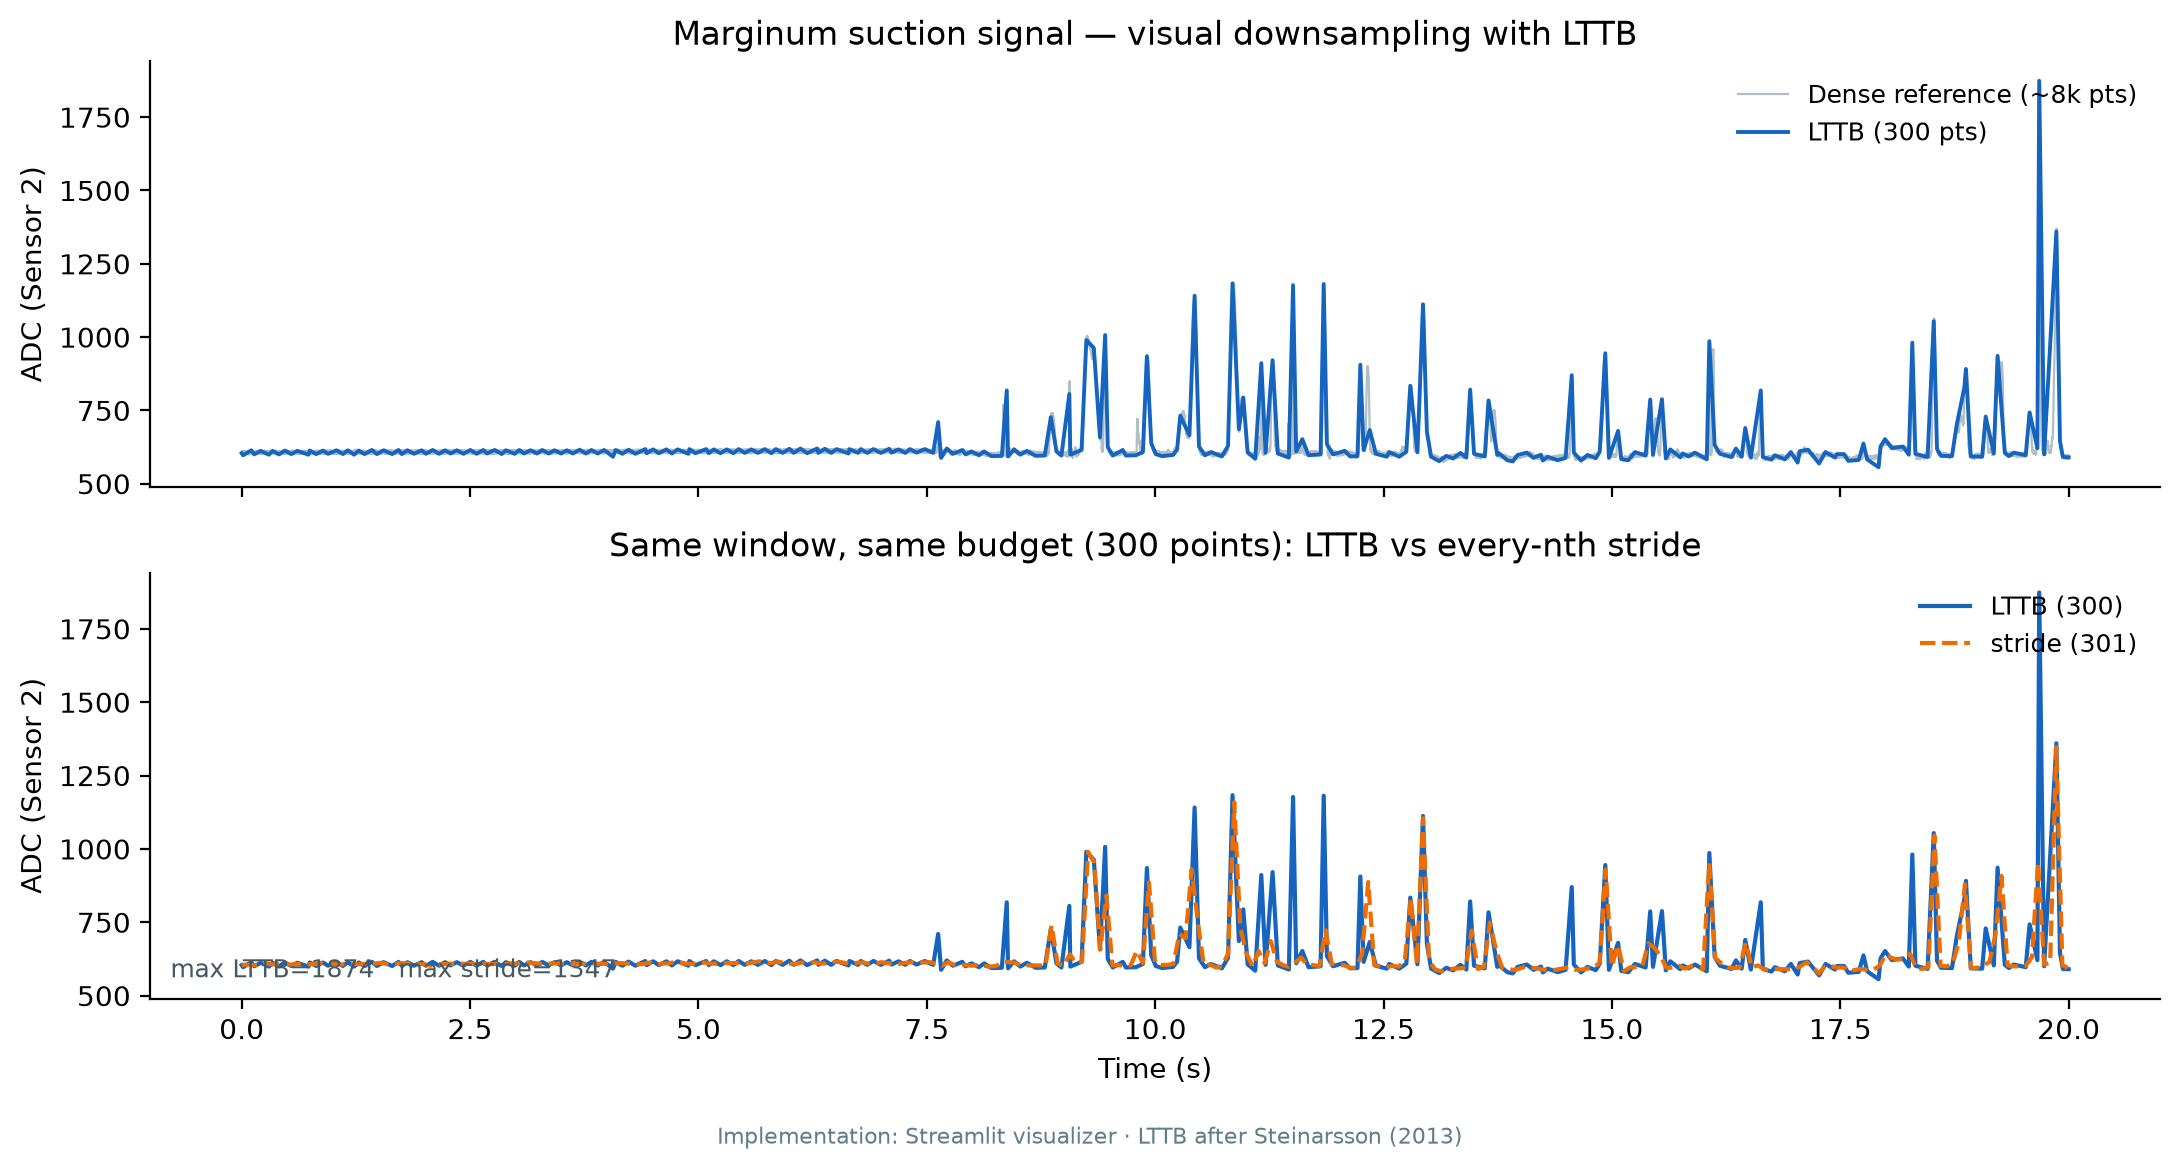 Marginum suction signal — visual downsampling with LTTB
Dense reference (~8k pts)
LTTB (300 pts)
ADC (Sensor 2)
1750
1500
1250
1000
750
500
Same window, same budget (300 points): LTTB vs every-nth stride
LTTB (300)
stride (301)
ADC (Sensor 2)
1750
1500
1250
1000
750
500
max LTTB=1874 max stride=1347
0.0 2.5 5.0 7.5 10.0 12.5 15.0 17.5 20.0
Time (s)
Implementation: Streamlit visualizer · LTTB after Steinarsson (2013)